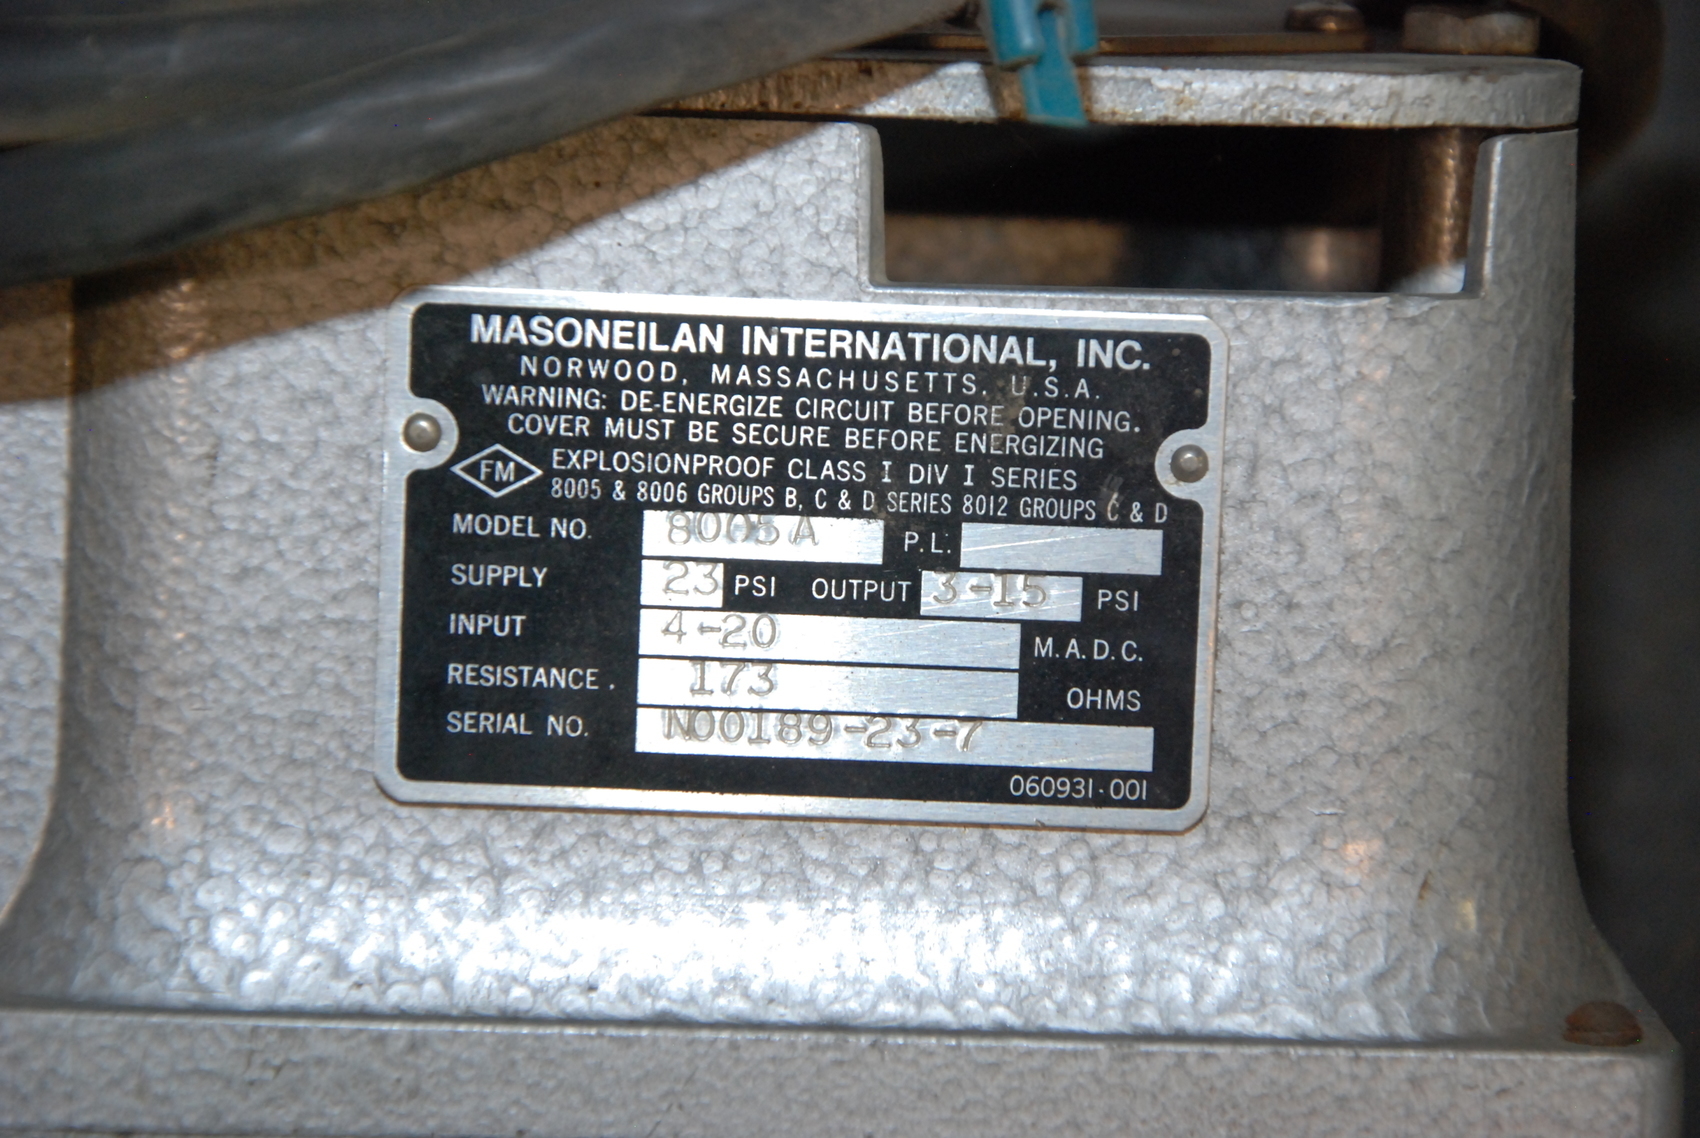 MASONEILAN INTERNATIONAL, INC.
NORWOOD, MASSACHUSETTS, U.S.A.
WARNING: DE-ENERGIZE CIRCUIT BEFORE OPENING.
COVER MUST BE SECURE BEFORE ENERGIZING
FM EXPLOSIONPROOF CLASS I DIV I SERIES
8005 & 8006 GROUPS B, C & D SERIES 8012 GROUPS C & D
MODEL NO. 8005A P.L.
SUPPLY 23 PSI OUTPUT 3-15 PSI
INPUT 4-20 M.A.D.C.
RESISTANCE. 173 OHMS
SERIAL NO. N00189-23-7
060931-001